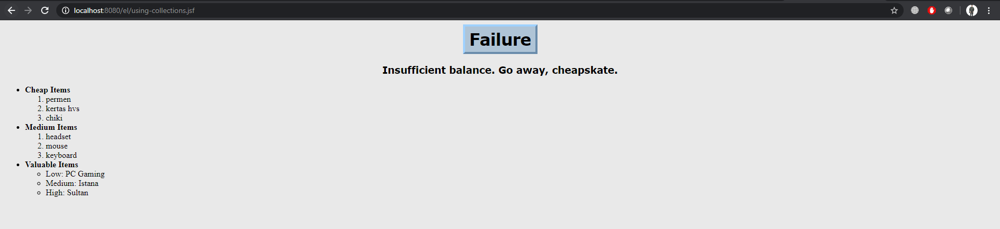 localhost:8080/el/using-collections.jsf
Failure
Insufficient balance. Go away, cheapskate.
• Cheap Items
1. permen
2. kertas hvs
3. chiki
• Medium Items
1. headset
2. mouse
3. keyboard
• Valuable Items
◦ Low: PC Gaming
◦ Medium: Istana
◦ High: Sultan